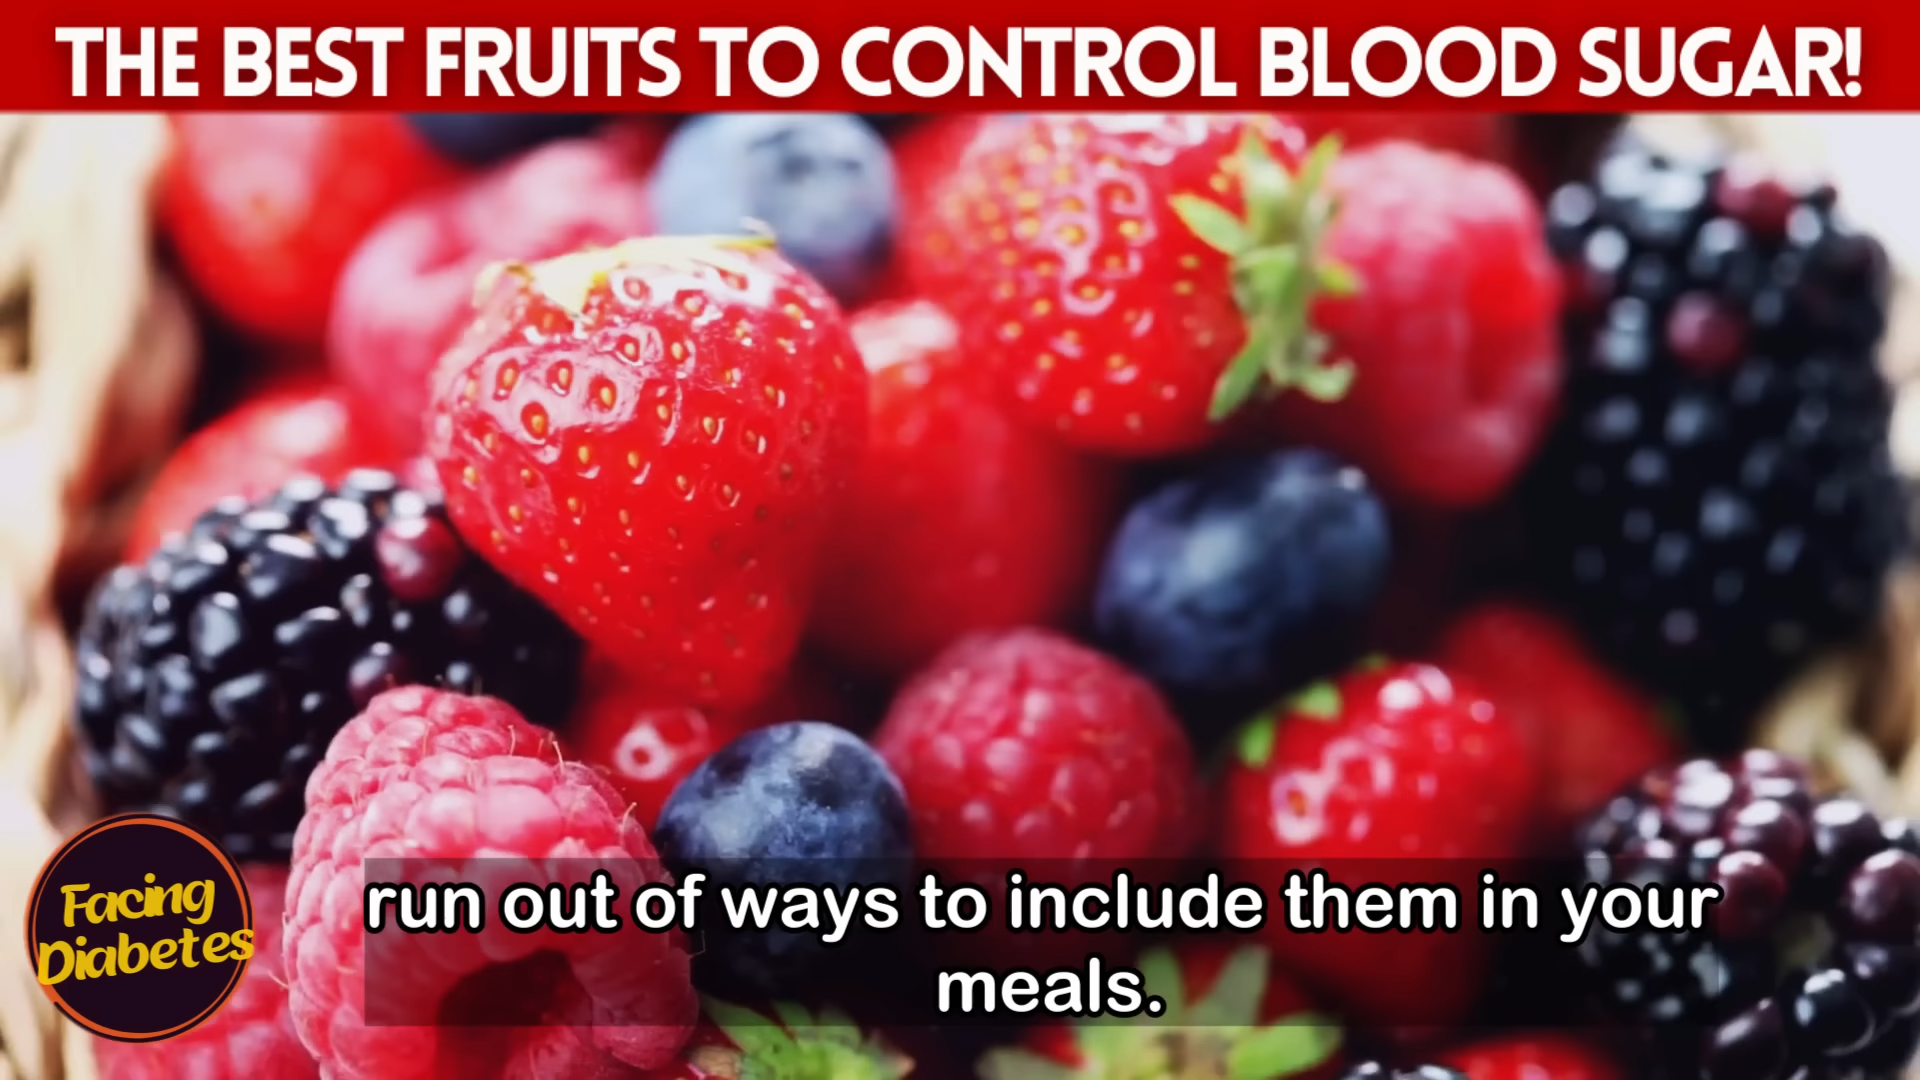 THE BEST FRUITS TO CONTROL BLOOD SUGAR!
Facing
Diabetes
run out of ways to include them in your
meals.